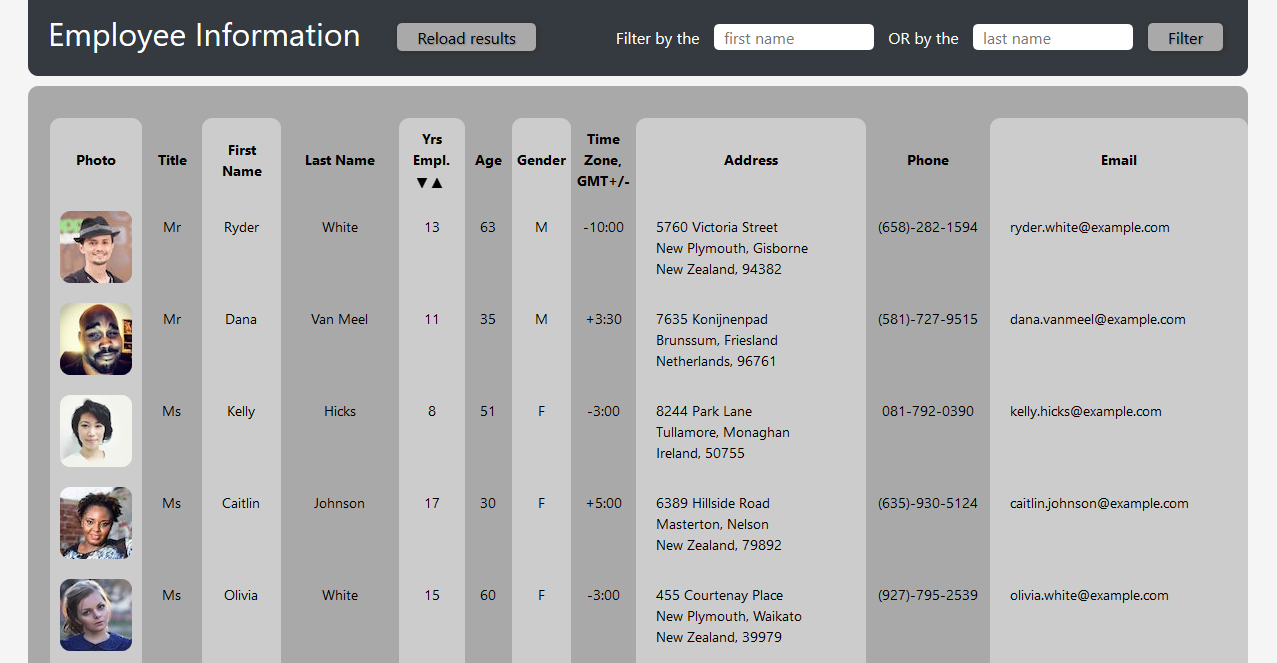 Employee Information Reload results Filter by the first name OR by the last name Filter
Photo Title First Name Last Name Yrs Empl. ▼▲ Age Gender Time Zone, GMT+/- Address Phone Email
Mr Ryder White 13 63 M -10:00 5760 Victoria Street (658)-282-1594 ryder.white@example.com
New Plymouth, Gisborne
New Zealand, 94382
Mr Dana Van Meel 11 35 M +3:30 7635 Konijnenpad (581)-727-9515 dana.vanmeel@example.com
Brunssum, Friesland
Netherlands, 96761
Ms Kelly Hicks 8 51 F -3:00 8244 Park Lane 081-792-0390 kelly.hicks@example.com
Tullamore, Monaghan
Ireland, 50755
Ms Caitlin Johnson 17 30 F +5:00 6389 Hillside Road (635)-930-5124 caitlin.johnson@example.com
Masterton, Nelson
New Zealand, 79892
Ms Olivia White 15 60 F -3:00 455 Courtenay Place (927)-795-2539 olivia.white@example.com
New Plymouth, Waikato
New Zealand, 39979